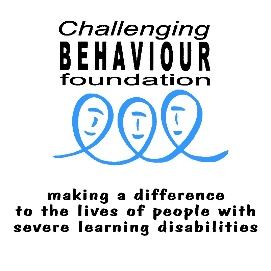 Challenging
BEHAVIOUR
foundation
making a difference
to the lives of people with
severe learning disabilities